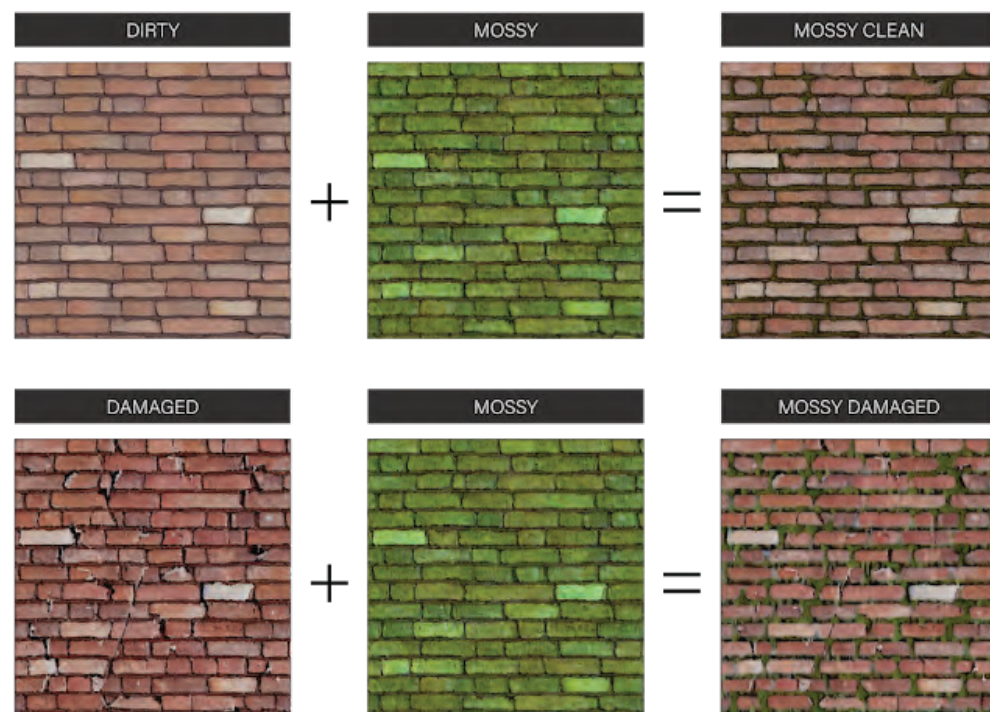 DIRTY
MOSSY
MOSSY CLEAN
+
=
DAMAGED
MOSSY
MOSSY DAMAGED
+
=